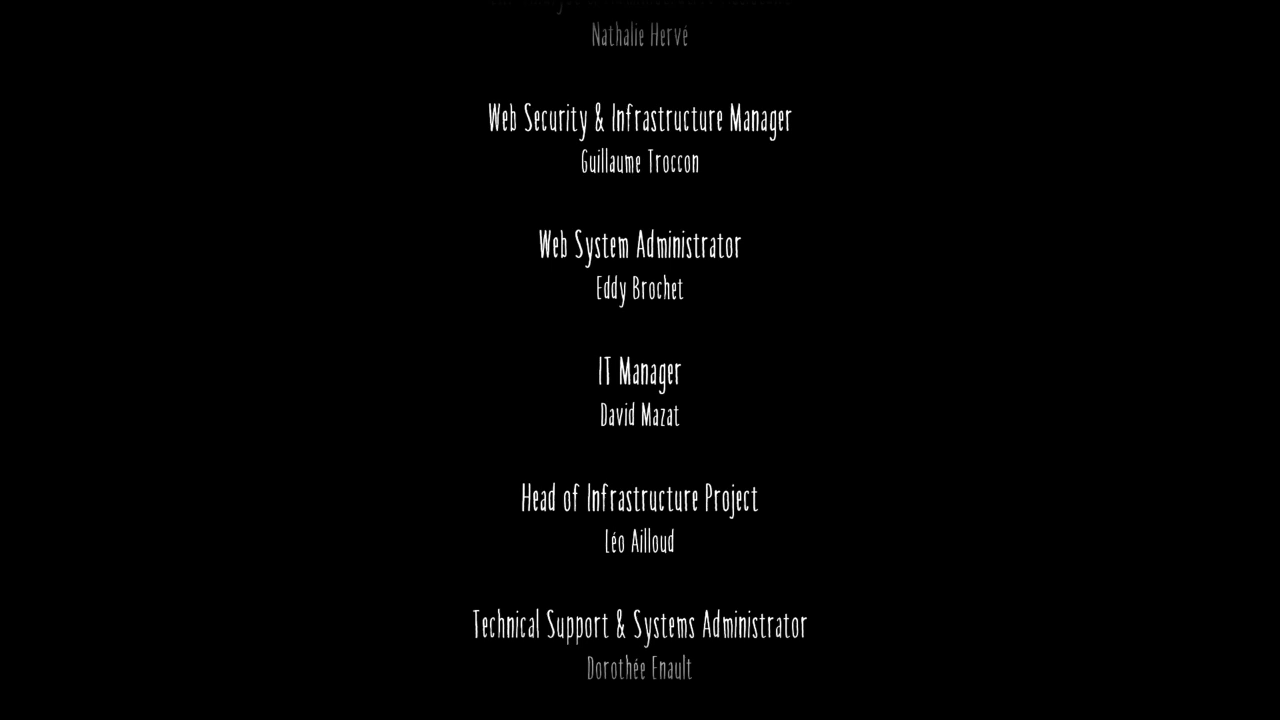 Nathalie Hervé
Web Security & Infrastructure Manager
Guillaume Troccon
Web System Administrator
Eddy Brochet
IT Manager
David Mazat
Head of Infrastructure Project
Léo Ailloud
Technical Support & Systems Administrator
Dorothée Enault